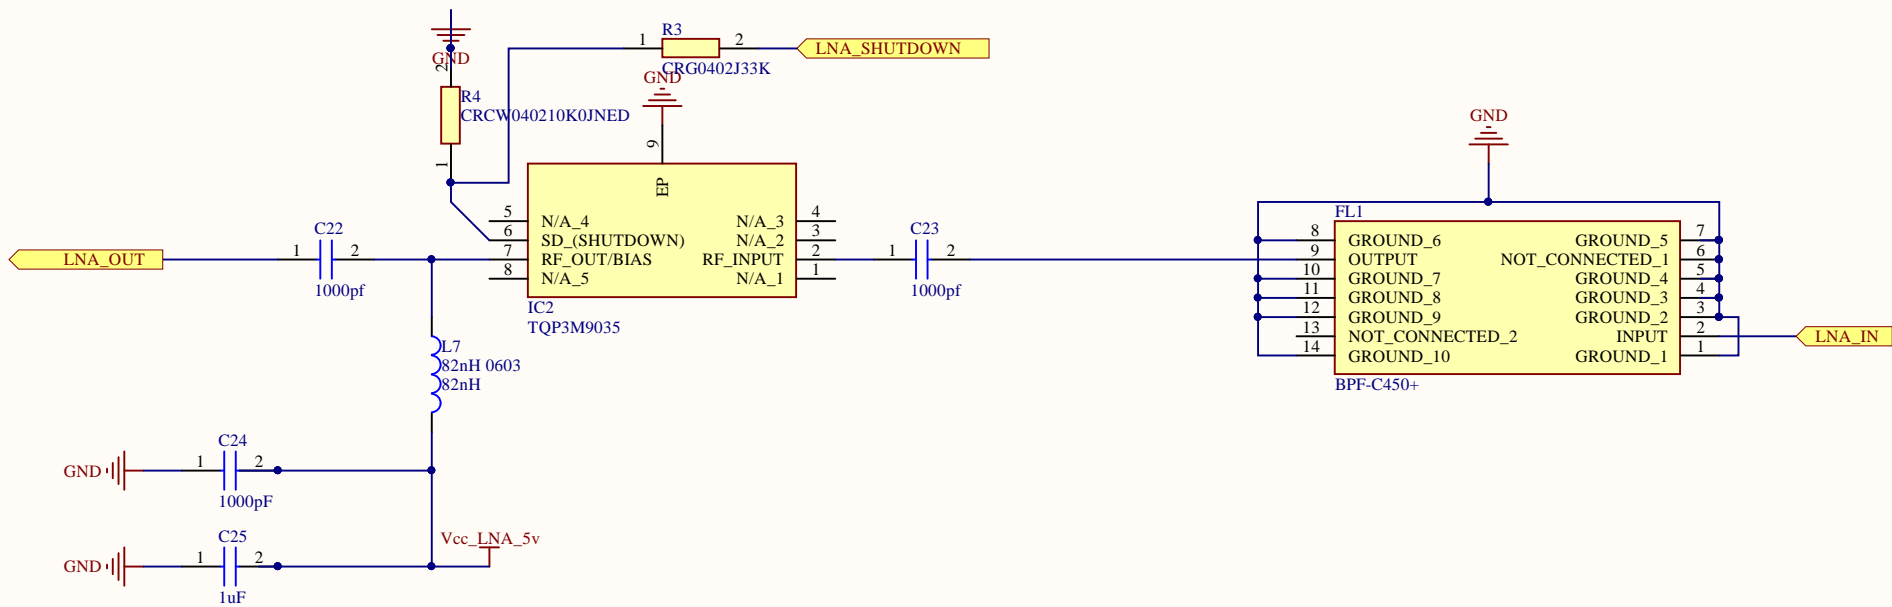 R3
1
2
LNA_SHUTDOWN
CRG0402J33K
GND
2
R4
CRCW040210K0JNED
1
GND
9
EP
5
N/A_4
6
SD_(SHUTDOWN)
7
RF_OUT/BIAS
8
N/A_5
N/A_3
4
N/A_2
3
RF_INPUT
2
N/A_1
1
IC2
TQP3M9035
LNA_OUT
C22
1
2
1000pf
C23
1
2
1000pf
GND
FL1
8
GROUND_6
9
OUTPUT
10
GROUND_7
11
GROUND_8
12
GROUND_9
13
NOT_CONNECTED_2
14
GROUND_10
GROUND_5
7
NOT_CONNECTED_1
6
GROUND_4
5
GROUND_3
4
GROUND_2
3
INPUT
2
GROUND_1
1
BPF-C450+
LNA_IN
L7
82nH 0603
82nH
C24
GND
1
2
1000pF
C25
GND
1
2
1uF
Vcc_LNA_5v